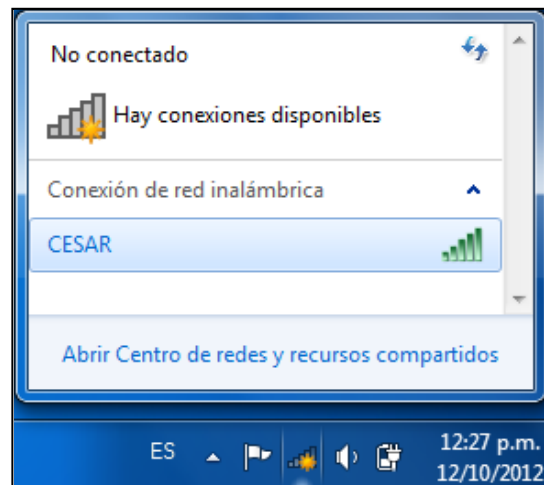 No conectado
Hay conexiones disponibles
Conexión de red inalámbrica
CESAR
Abrir Centro de redes y recursos compartidos
ES
12:27 p.m.
12/10/2012